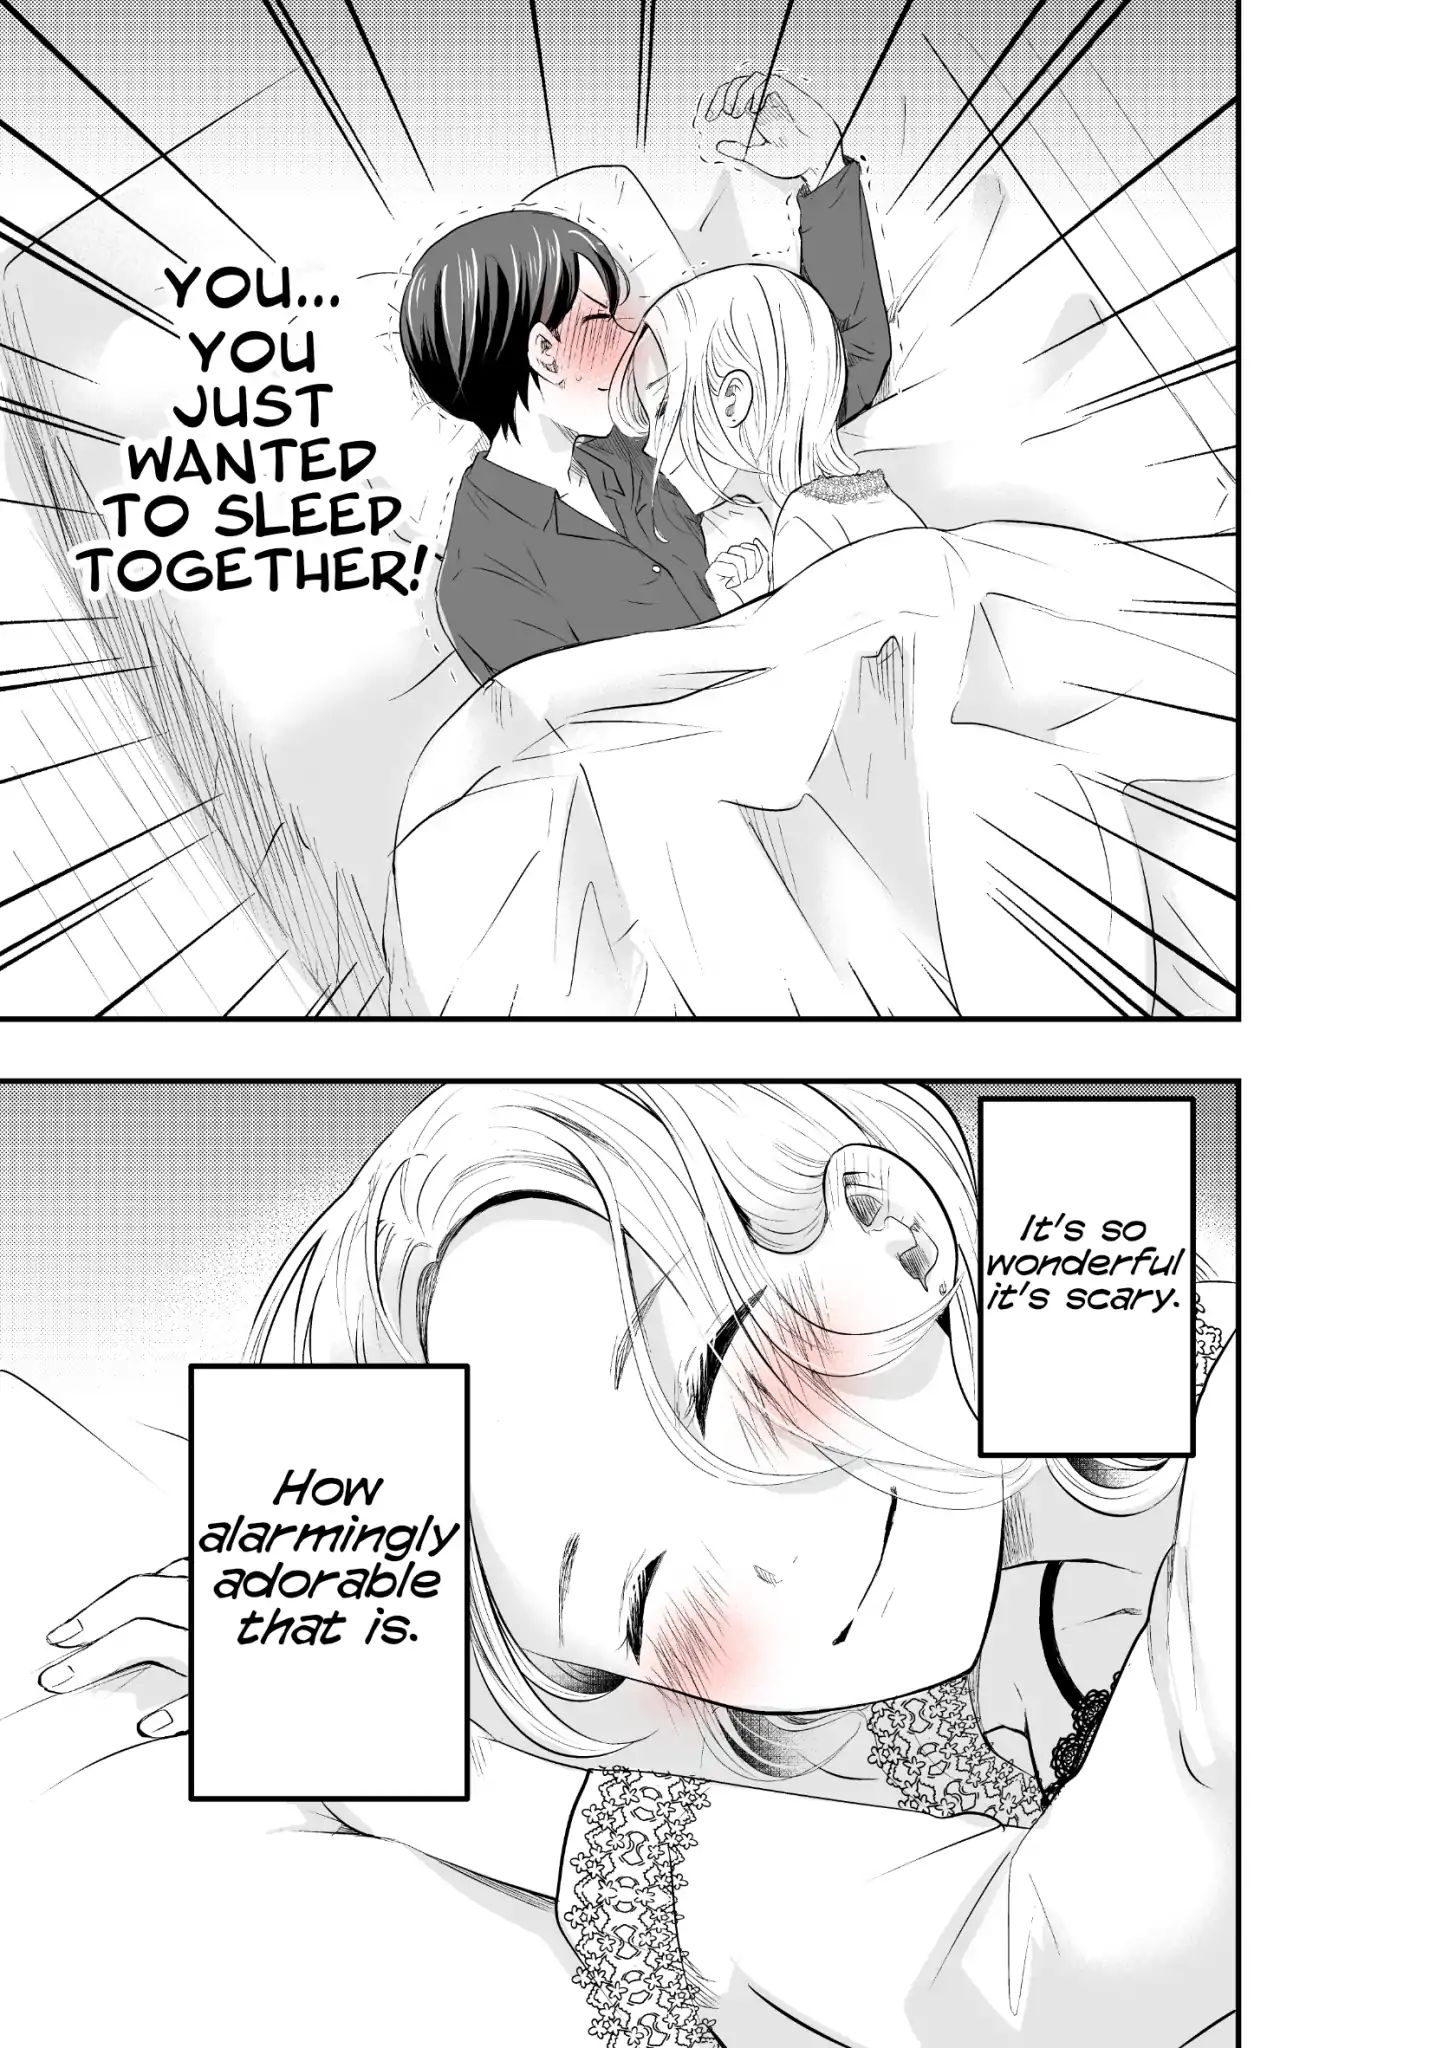 YOU...
YOU
JUST
WANTED
TO SLEEP
TOGETHER!
It's so
wonderful
it's scary.
How
alarmingly
adorable
that is.